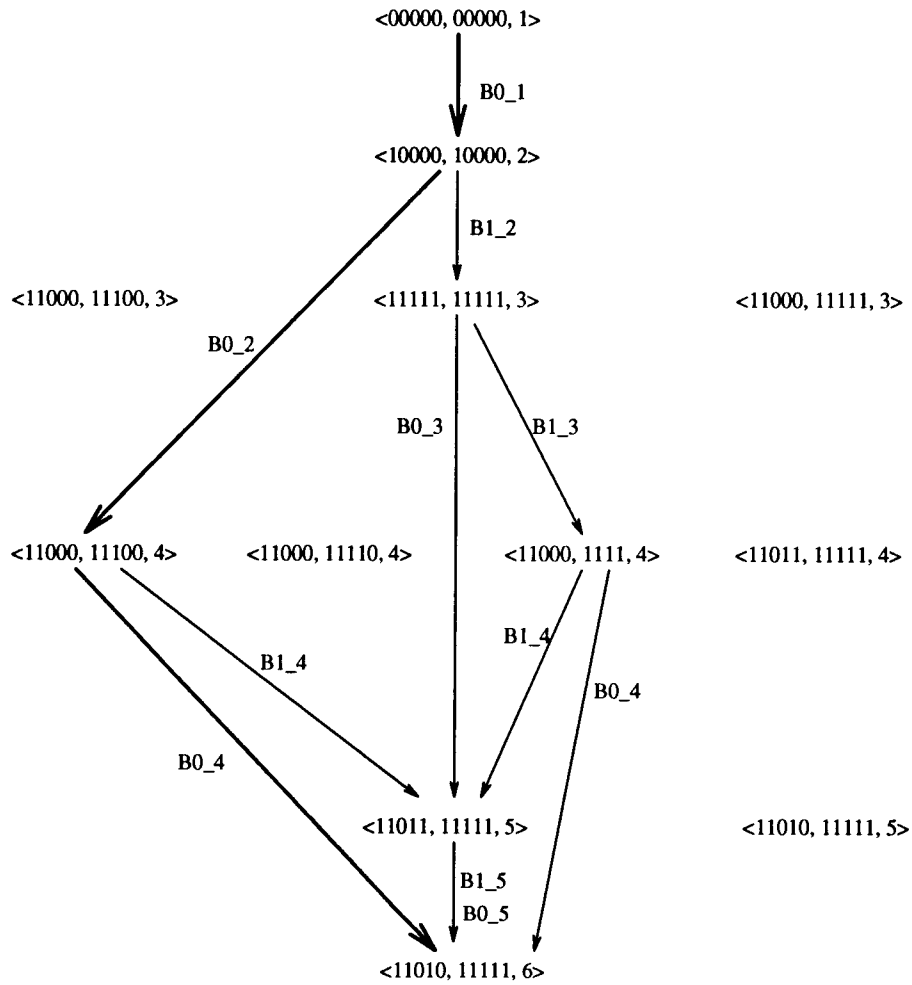 <00000, 00000, 1>
B0_1
<10000, 10000, 2>
B1_2
<11000, 11100, 3> <11111, 11111, 3> <11000, 11111, 3>
B0_2
B0_3 B1_3
<11000, 11100, 4> <11000, 11110, 4> <11000, 1111, 4> <11011, 11111, 4>
B1_4 B1_4
B0_4
B0_4
<11011, 11111, 5> <11010, 11111, 5>
B1_5
B0_5
<11010, 11111, 6>